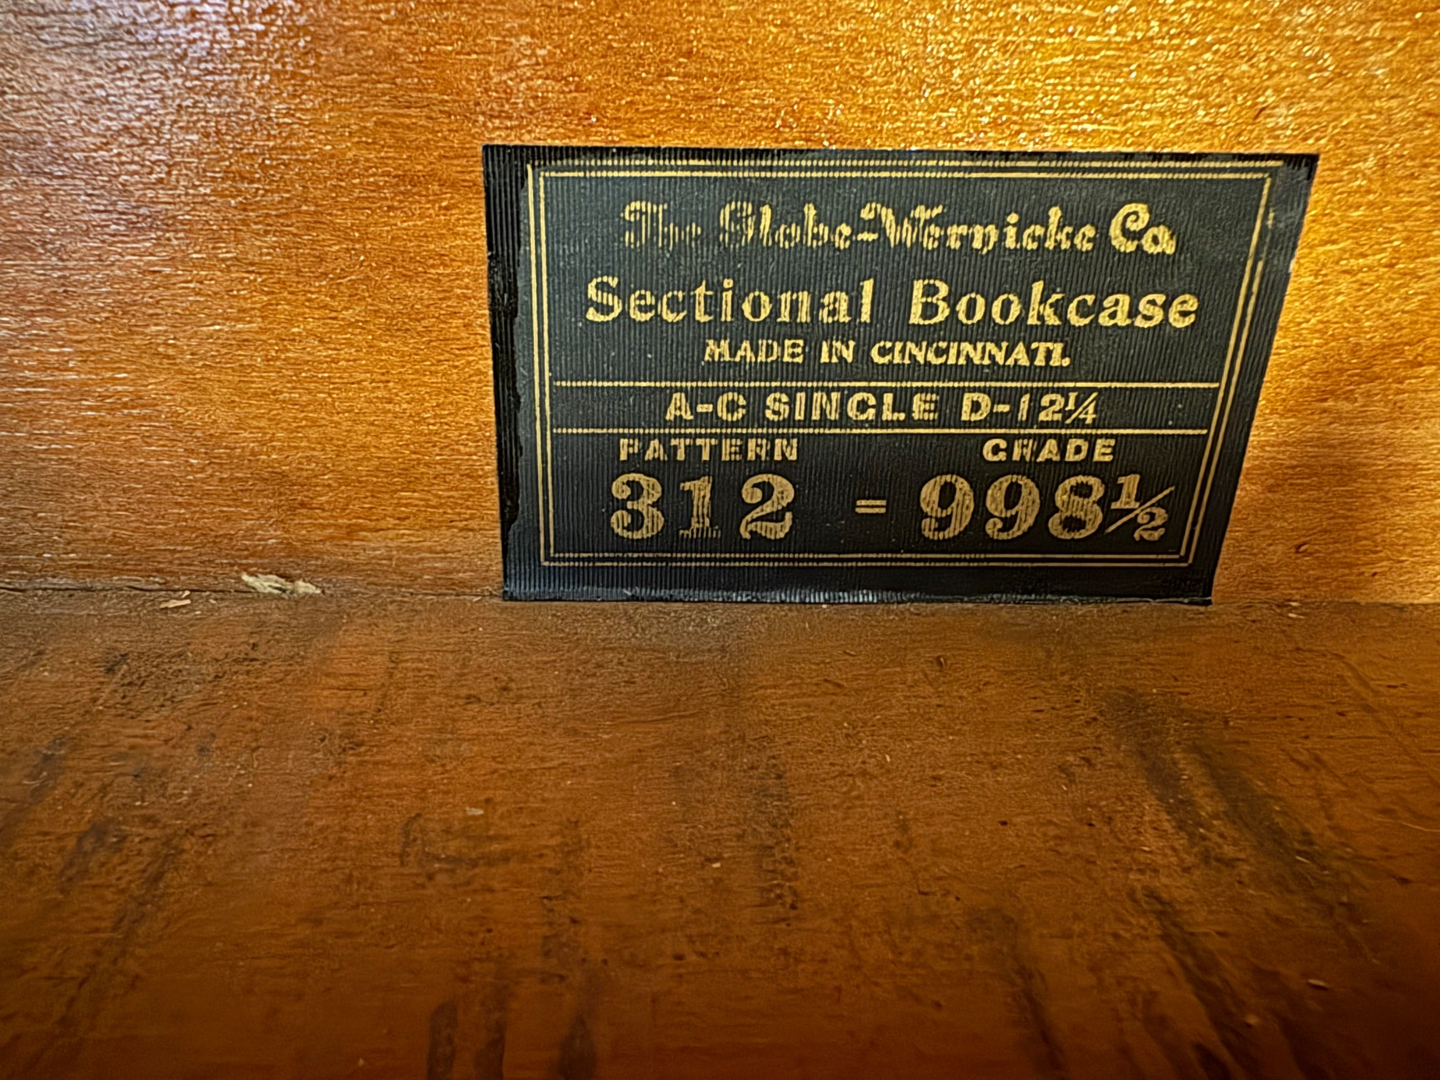 The Globe-Wernicke Co.
Sectional Bookcase
MADE IN CINCINNATI.
A-C SINGLE D-12¼
PATTERN GRADE
312 = 998½